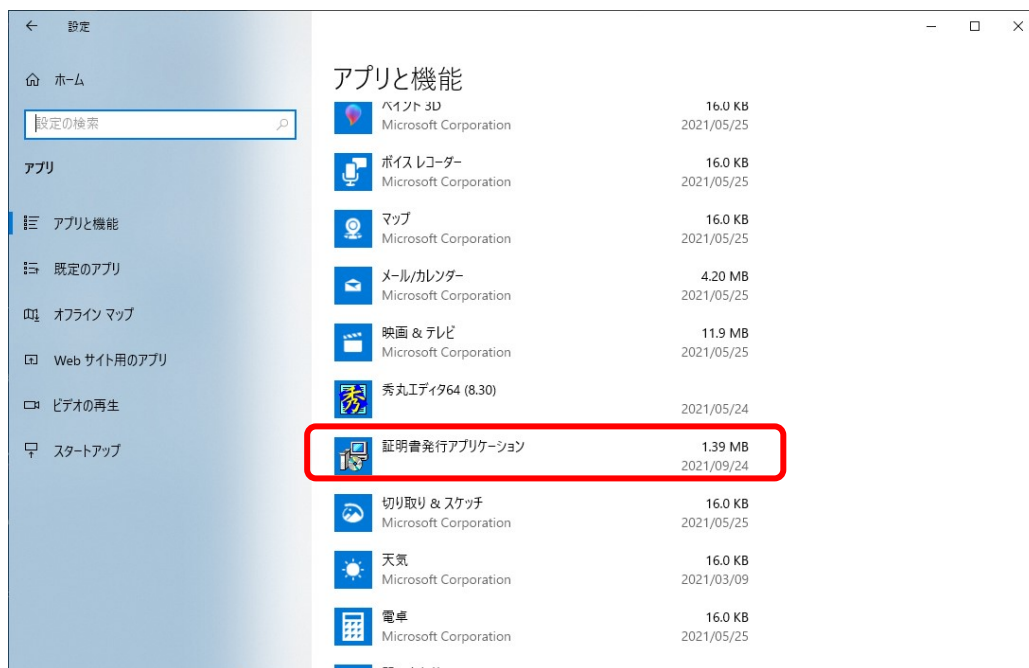 設定
ホーム
設定の検索
アプリ
アプリと機能
既定のアプリ
オフライン マップ
Web サイト用のアプリ
ビデオの再生
スタートアップ
アプリと機能
ペイント 3D 16.0 KB
Microsoft Corporation 2021/05/25
ボイス レコーダー 16.0 KB
Microsoft Corporation 2021/05/25
マップ 16.0 KB
Microsoft Corporation 2021/05/25
メール/カレンダー 4.20 MB
Microsoft Corporation 2021/05/25
映画 & テレビ 11.9 MB
Microsoft Corporation 2021/05/25
秀丸エディタ64 (8.30)
秀 2021/05/24
証明書発行アプリケーション 1.39 MB
2021/09/24
切り取り & スケッチ 16.0 KB
Microsoft Corporation 2021/05/25
天気 16.0 KB
Microsoft Corporation 2021/03/09
電卓 16.0 KB
Microsoft Corporation 2021/05/25